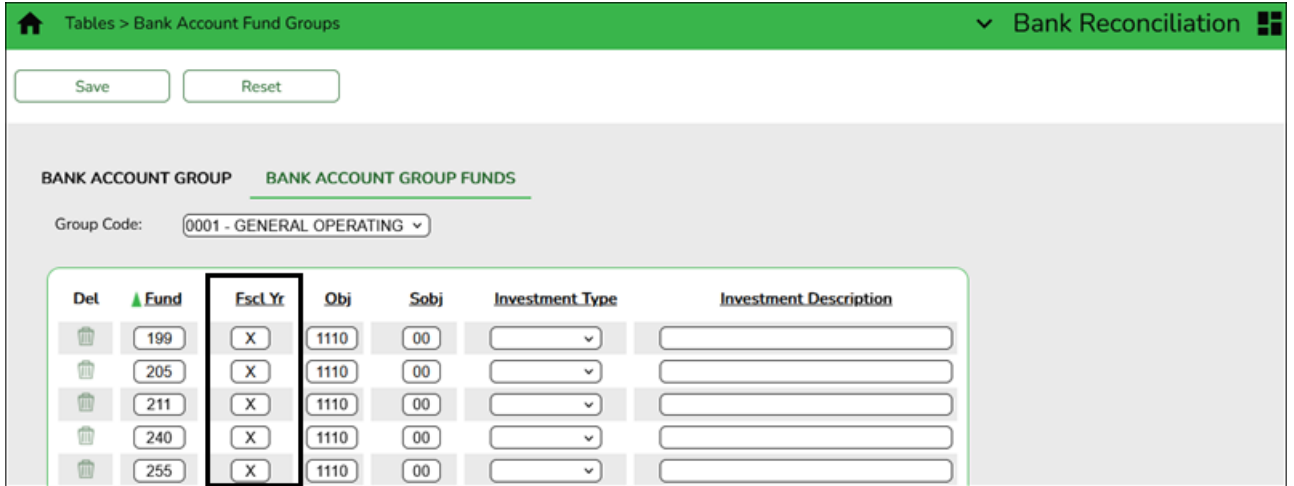 Tables > Bank Account Fund Groups
Bank Reconciliation
Save Reset
BANK ACCOUNT GROUP BANK ACCOUNT GROUP FUNDS
Group Code: 0001 - GENERAL OPERATING
Del Fund Fscl Yr Obj Sobj Investment Type Investment Description
199 X 1110 00
205 X 1110 00
211 X 1110 00
240 X 1110 00
255 X 1110 00